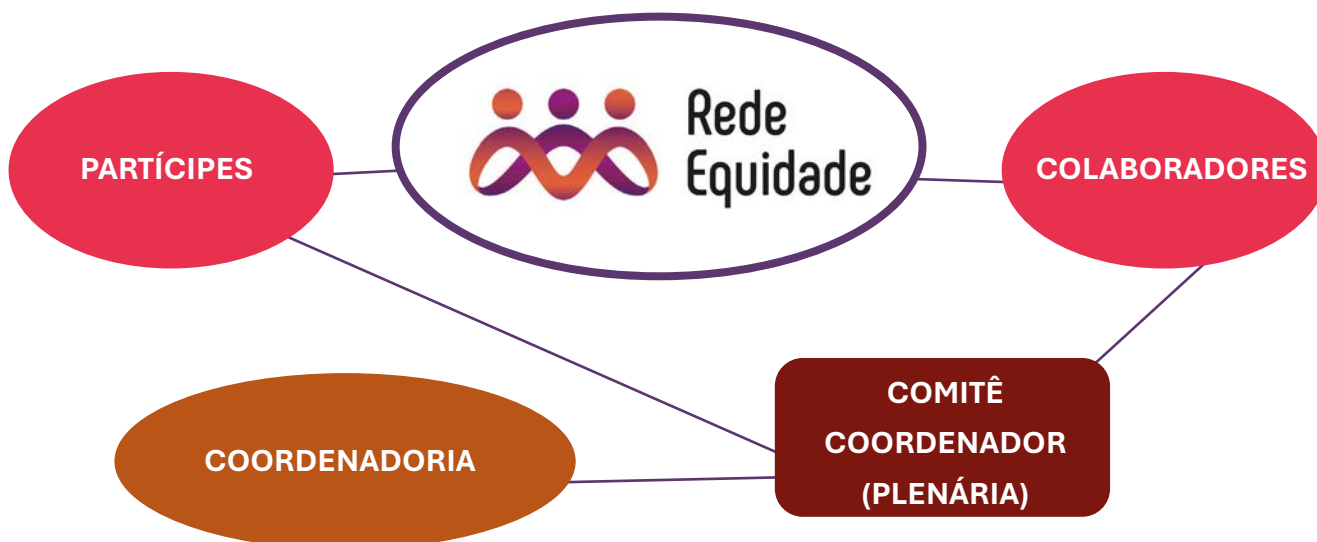 Rede
Equidade
PARTÍCIPES
COLABORADORES
COORDENADORIA
COMITÊ
COORDENADOR
(PLENÁRIA)